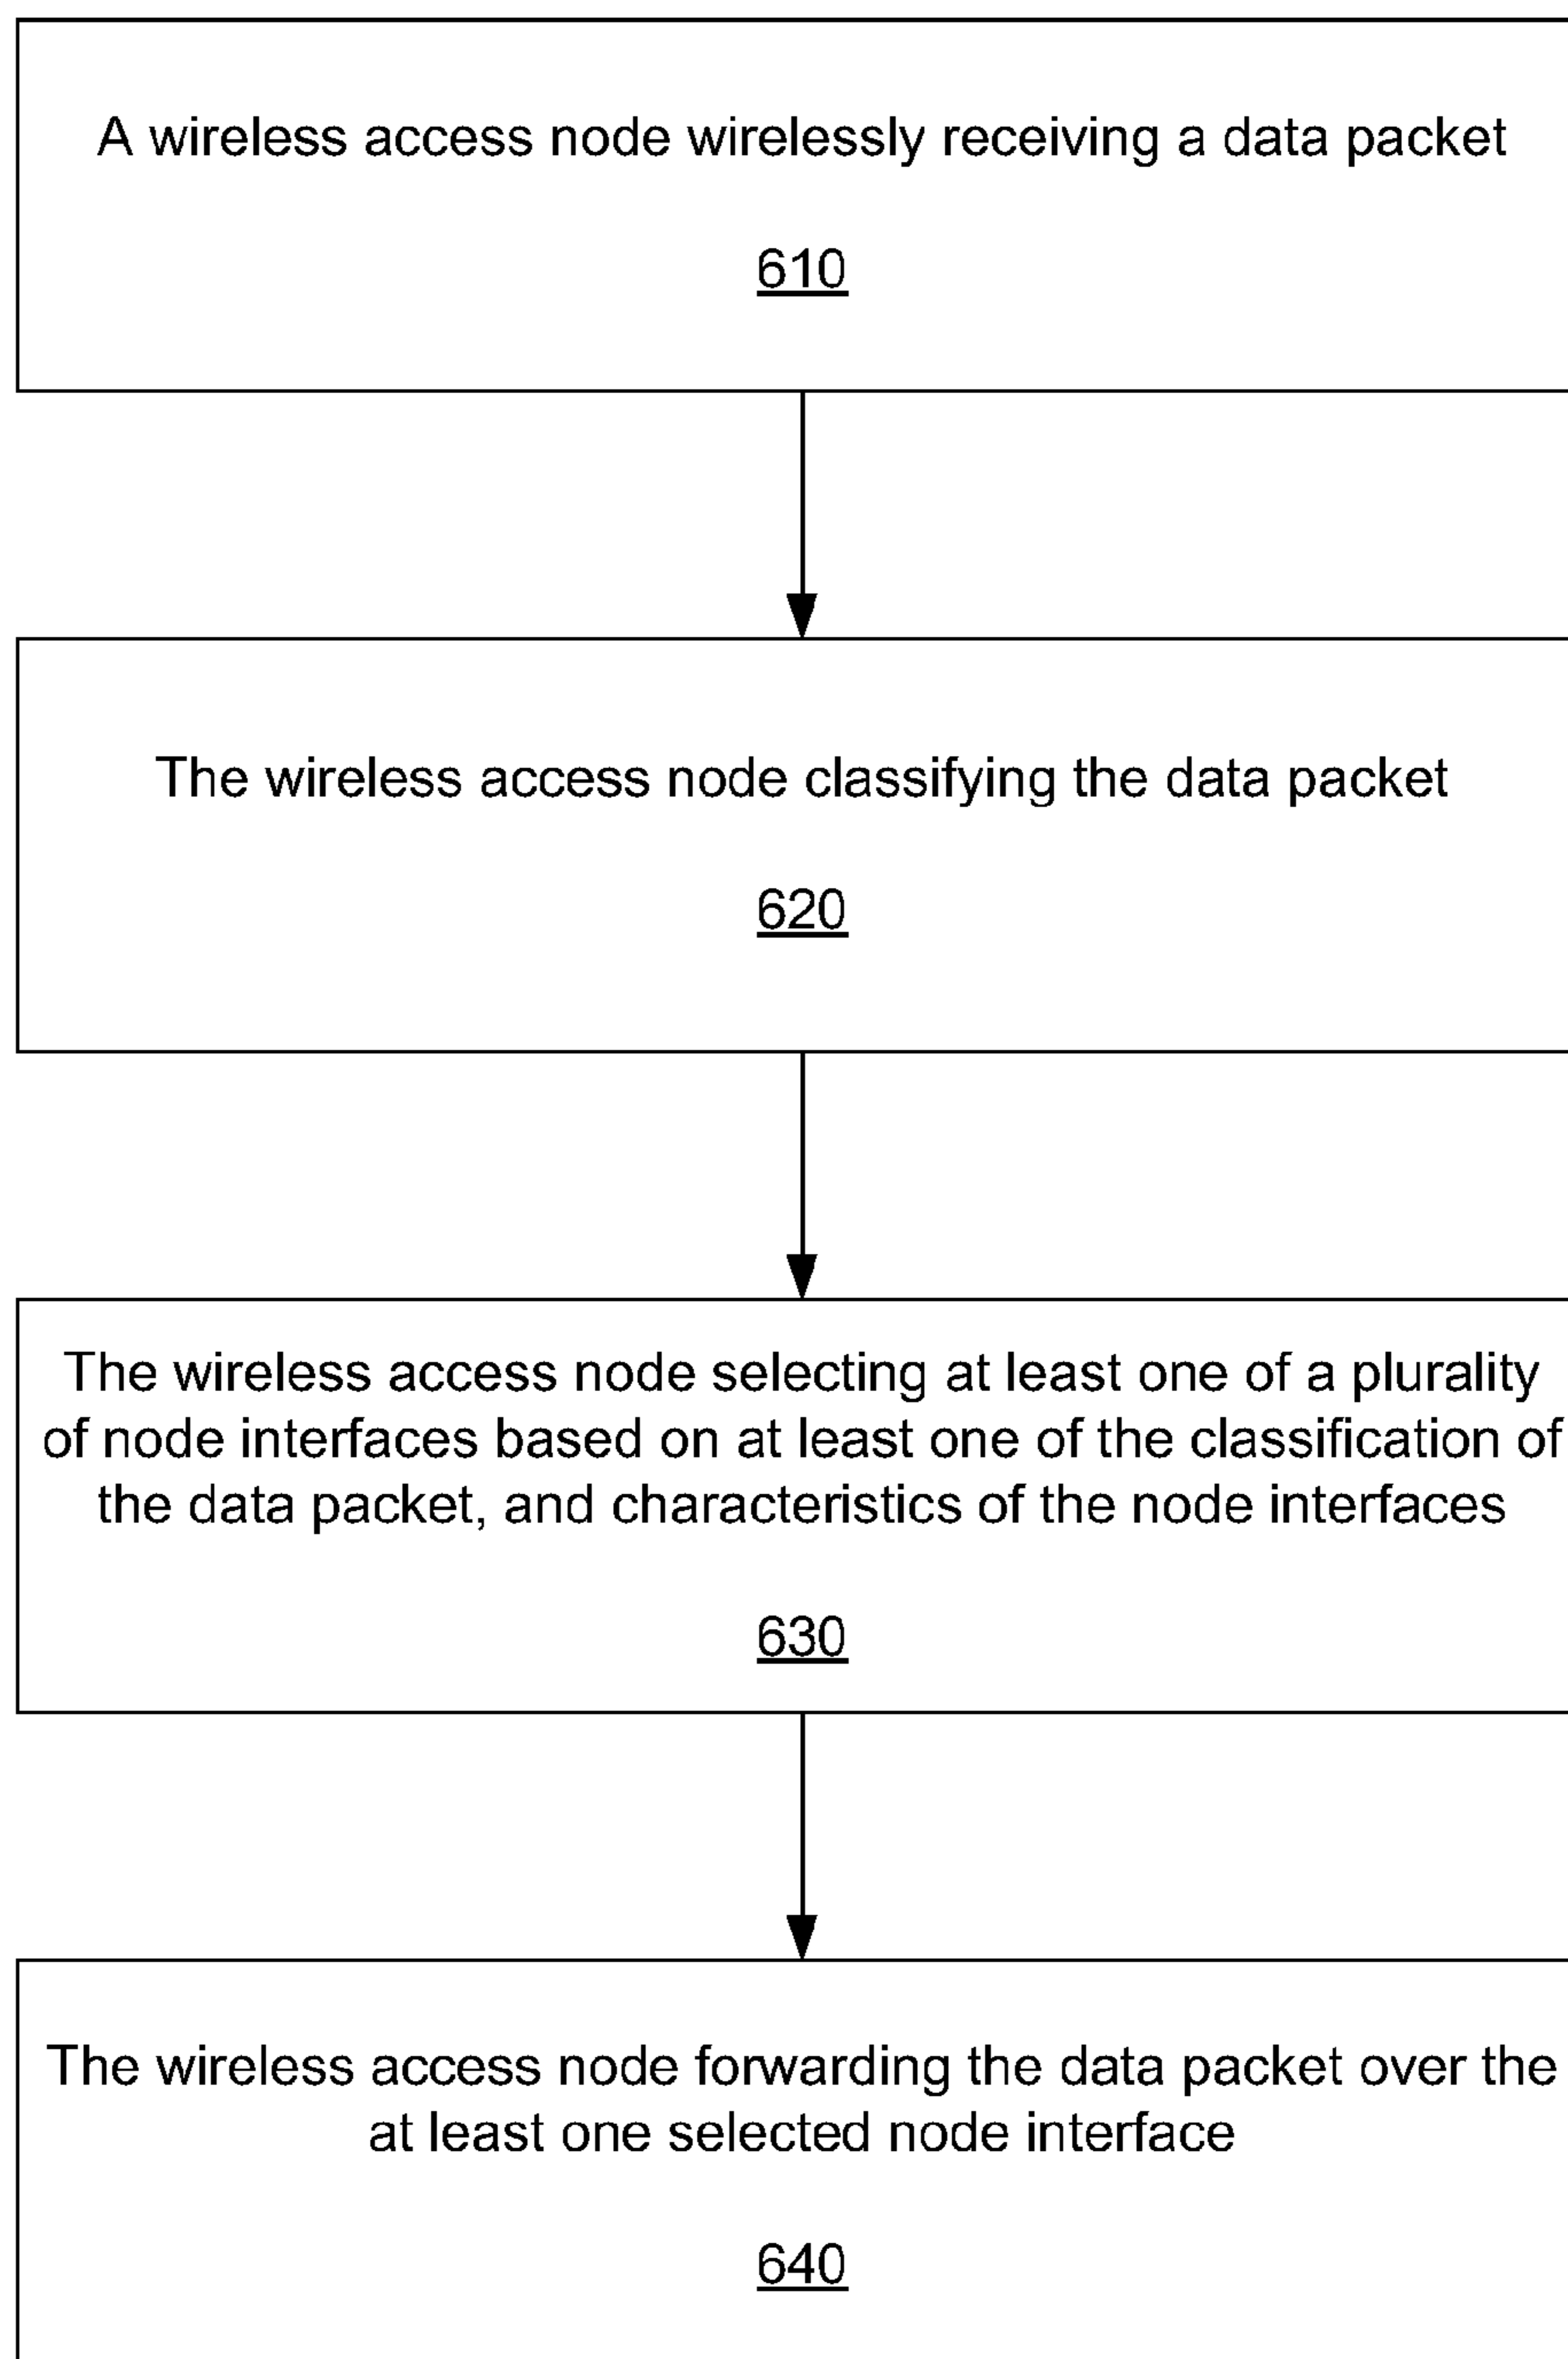 A wireless access node wirelessly receiving a data packet
610
The wireless access node classifying the data packet
620
The wireless access node selecting at least one of a plurality
of node interfaces based on at least one of the classification of
the data packet, and characteristics of the node interfaces
630
The wireless access node forwarding the data packet over the
at least one selected node interface
640